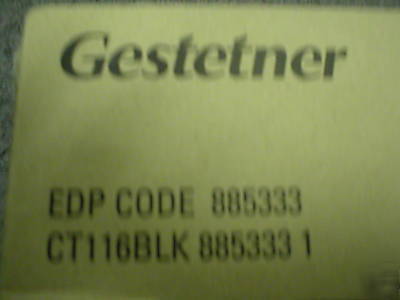 Gestetner
EDP CODE 885333
CT116BLK 885333 1